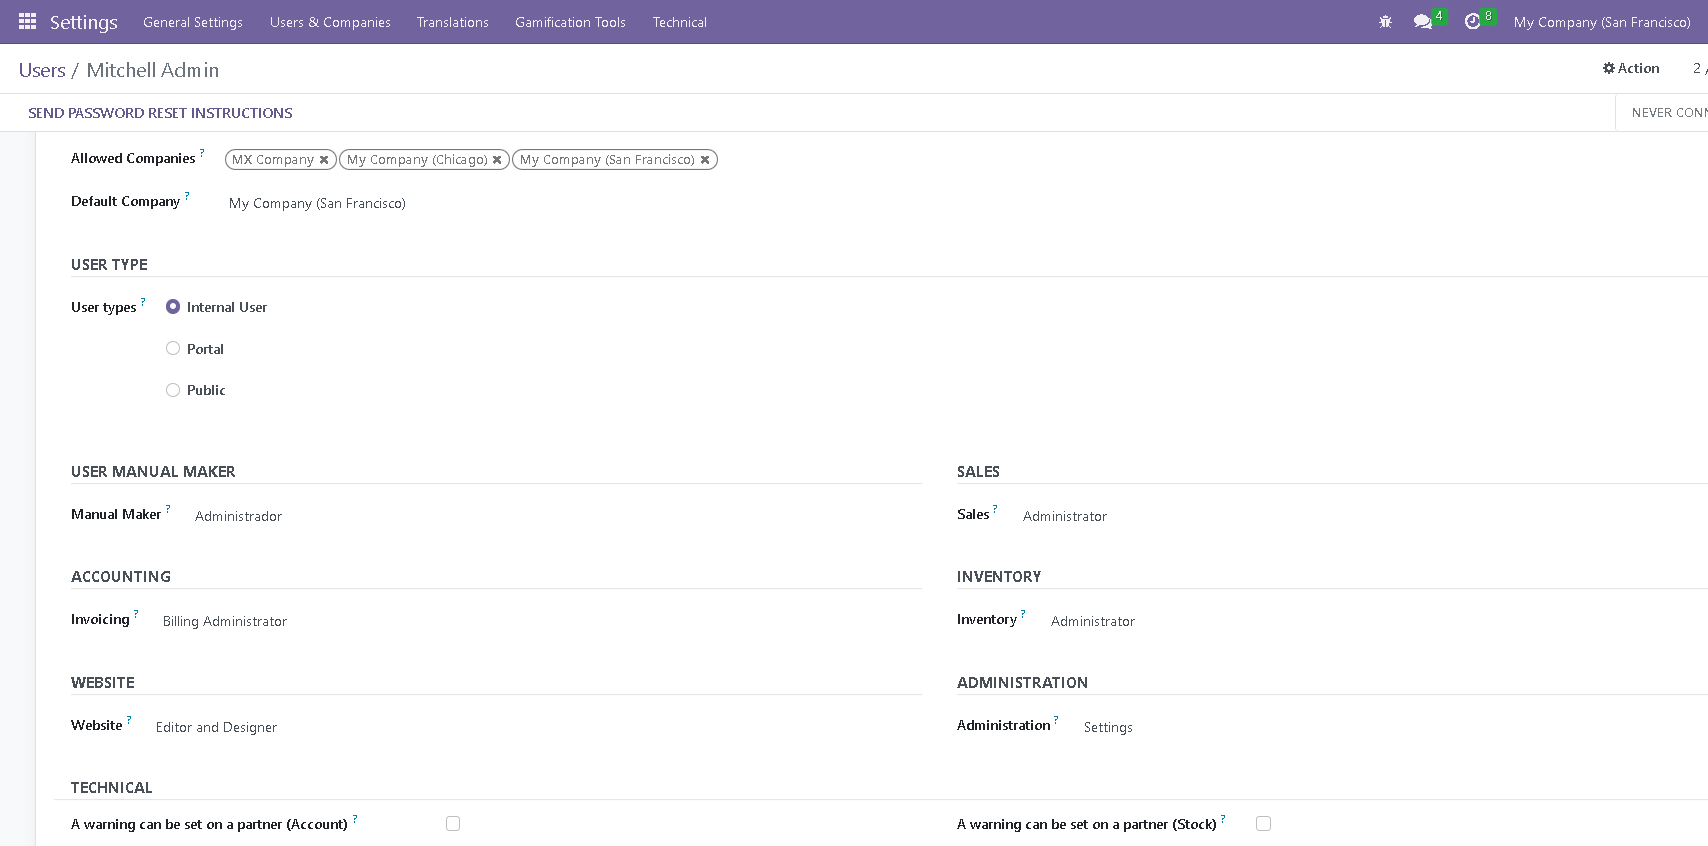 Settings General Settings Users & Companies Translations Gamification Tools Technical 4 8 My Company (San Francisco)
Users / Mitchell Admin Action 2 /
SEND PASSWORD RESET INSTRUCTIONS NEVER CONN
Allowed Companies ? MX Company ✖ My Company (Chicago) ✖ My Company (San Francisco) ✖
Default Company ? My Company (San Francisco)
USER TYPE
User types ? Internal User
Portal
Public
USER MANUAL MAKER SALES
Manual Maker ? Administrador Sales ? Administrator
ACCOUNTING INVENTORY
Invoicing ? Billing Administrator Inventory ? Administrator
WEBSITE ADMINISTRATION
Website ? Editor and Designer Administration ? Settings
TECHNICAL
A warning can be set on a partner (Account) ? A warning can be set on a partner (Stock) ?